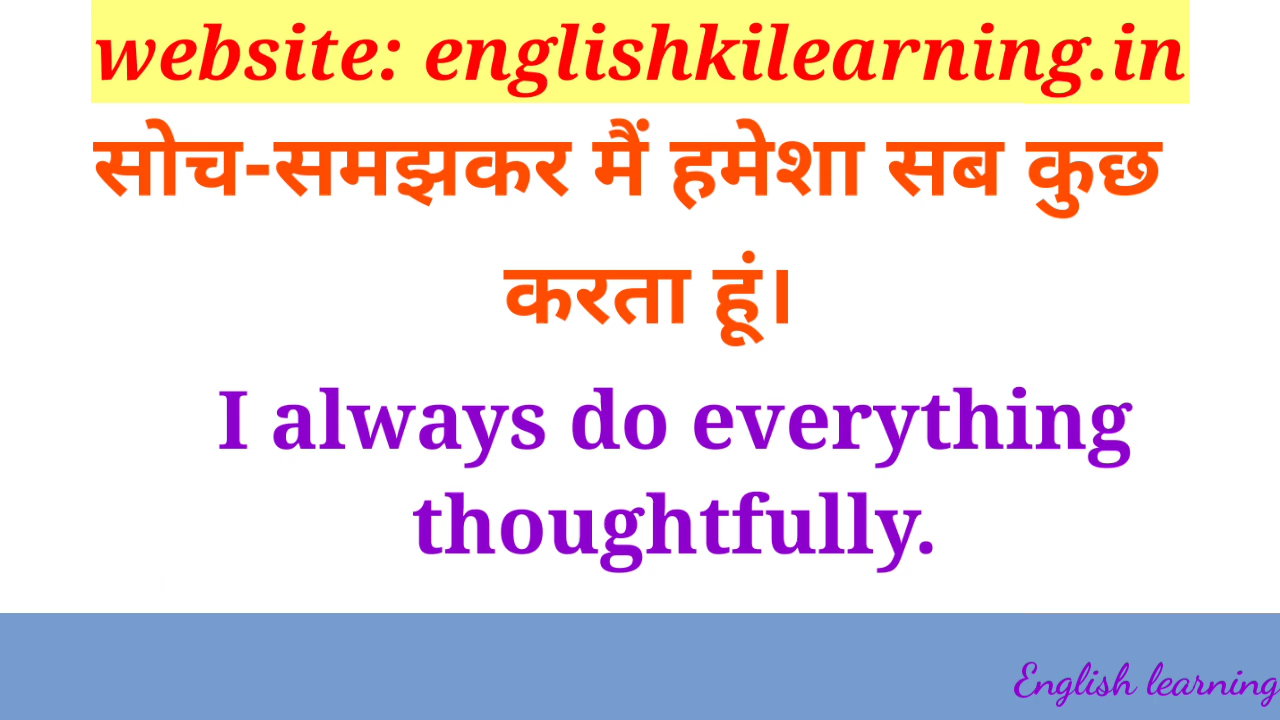 website: englishkilearning.in
सोच-समझकर मैं हमेशा सब कुछ
करता हूं।
I always do everything
thoughtfully.
English learning